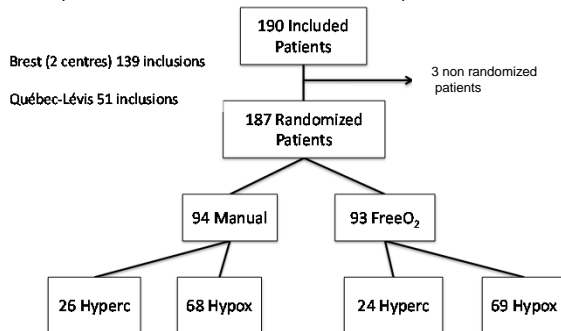 190 Included
Patients
Brest (2 centres) 139 inclusions
3 non randomized
patients
Québec-Lévis 51 inclusions
187 Randomized
Patients
94 Manual
93 FreeO₂
26 Hyperc
68 Hypox
24 Hyperc
69 Hypox